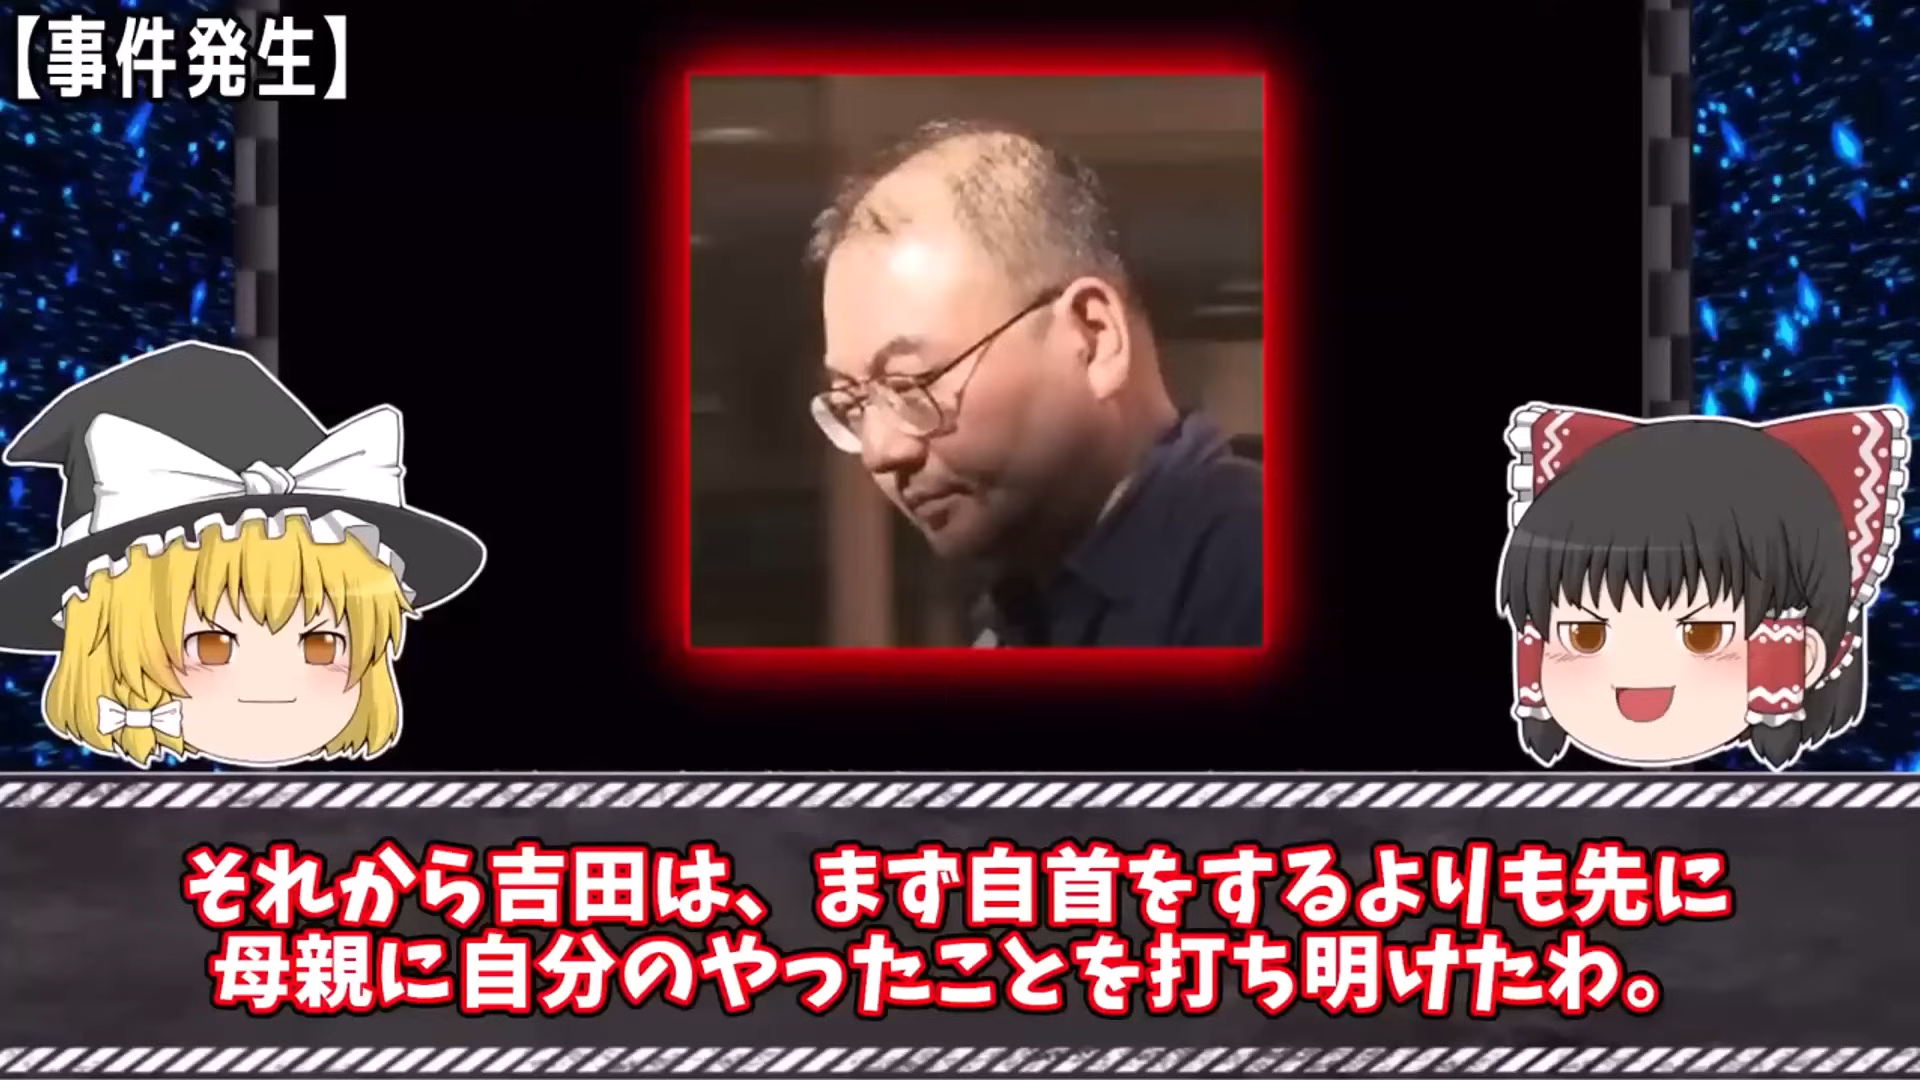 【事件発生】
それから吉田は、まず自首をするよりも先に
母親に自分のやったことを打ち明けたわ。